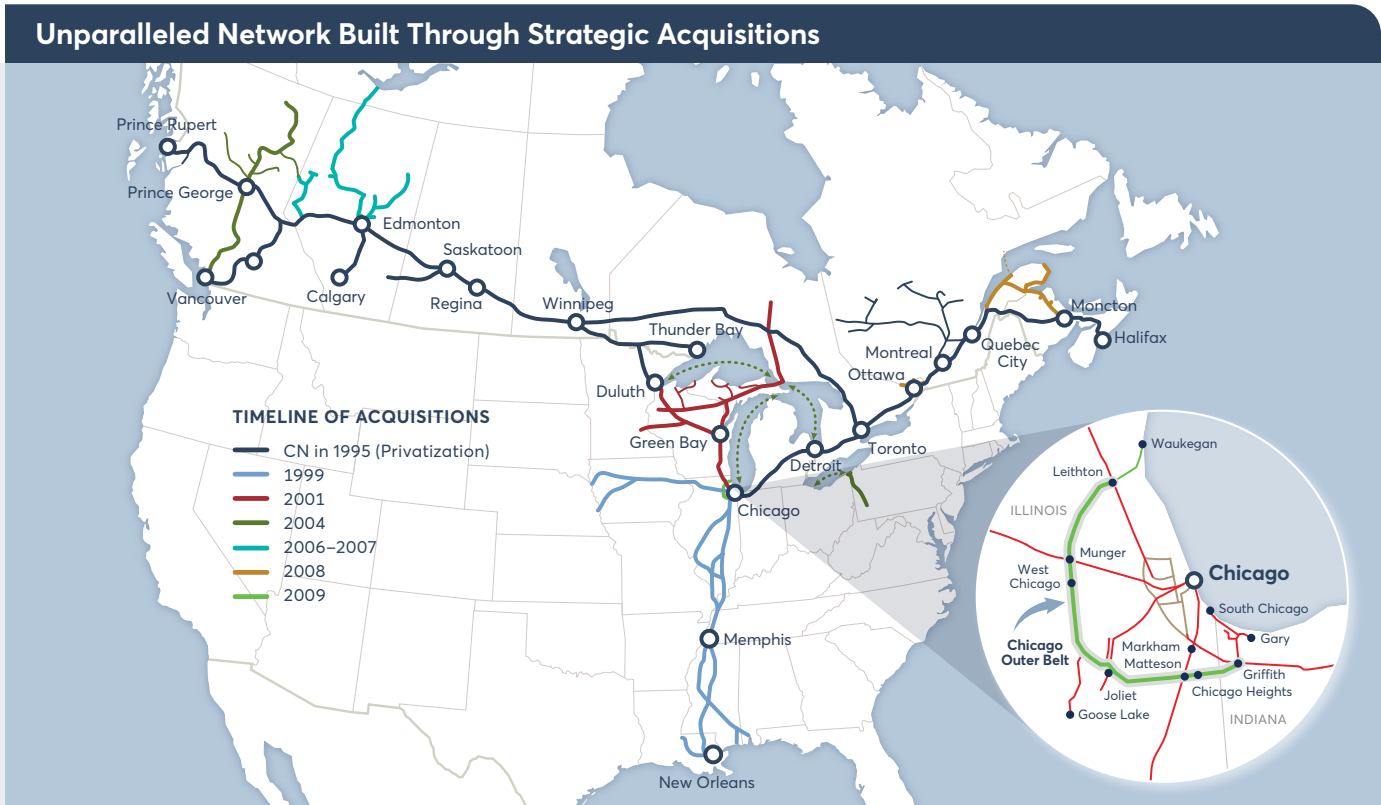 Unparalleled Network Built Through Strategic Acquisitions
Prince Rupert
Prince George
Vancouver
Edmonton
Calgary
Saskatoon
Regina
Winnipeg
Thunder Bay
Duluth
Green Bay
Chicago
Detroit
Toronto
Ottawa
Montreal
Quebec
City
Moncton
Halifax
Memphis
New Orleans
TIMELINE OF ACQUISITIONS
CN in 1995 (Privatization)
1999
2001
2004
2006–2007
2008
2009
Waukegan
Leithton
ILLINOIS
Munger
West
Chicago
Chicago
South Chicago
Gary
Chicago
Outer Belt
Markham
Matteson
Griffith
Chicago Heights
Joliet
Goose Lake
INDIANA